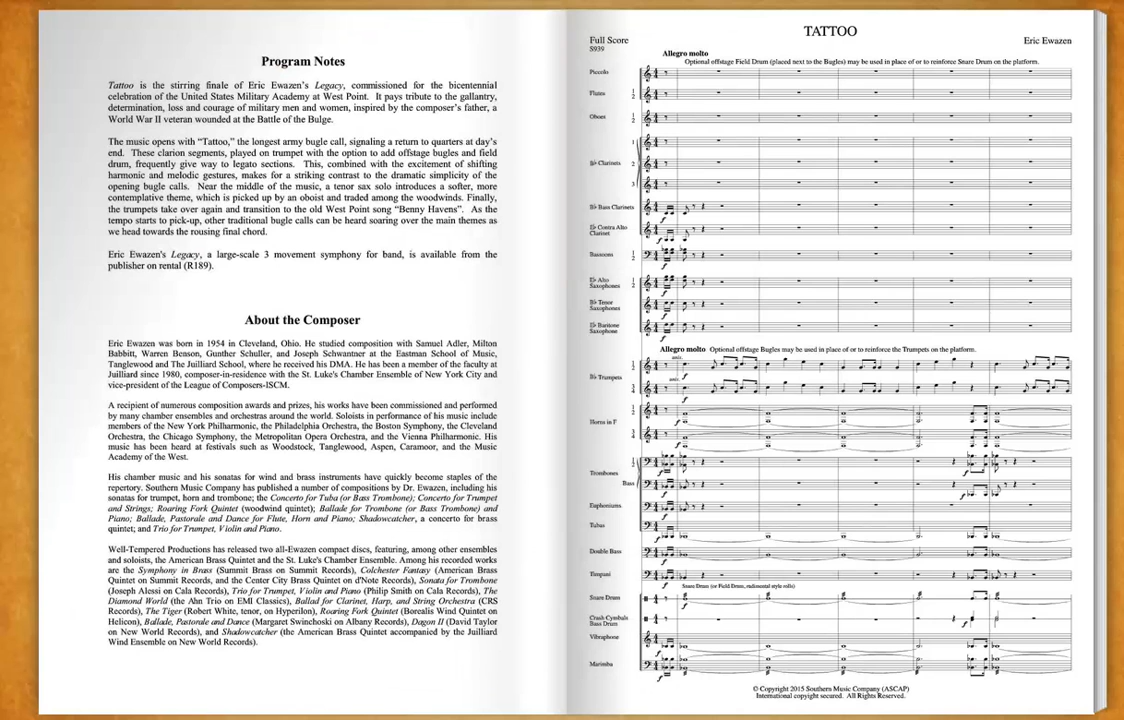 Program Notes
Tattoo is the stirring finale of Eric Ewazen's Legacy, commissioned for the bicentennial
celebration of the United States Military Academy at West Point. It pays tribute to the gallantry,
determination, loss and courage of military men and women, inspired by the composer's father, a
World War II veteran wounded at the Battle of the Bulge.
The music opens with “Tattoo,” the longest army bugle call, signaling a return to quarters at day's
end. These clarion segments, played on trumpet with the option to add offstage bugles and field
drum, frequently give way to legato sections. This, combined with the excitement of shifting
harmonic and melodic gestures, makes for a striking contrast to the dramatic simplicity of the
opening bugle calls. Near the middle of the music, a tenor sax solo introduces a softer, more
contemplative theme, which is picked up by an oboist and traded among the woodwinds. Finally,
the trumpets take over again and transition to the old West Point song “Benny Havens”. As the
tempo starts to pick-up, other traditional bugle calls can be heard soaring over the main themes as
we head towards the rousing final chord.
Eric Ewazen's Legacy, a large-scale 3 movement symphony for band, is available from the
publisher on rental (R189).
About the Composer
Eric Ewazen was born in 1954 in Cleveland, Ohio. He studied composition with Samuel Adler, Milton
Babbitt, Warren Benson, Gunther Schuller, and Joseph Schwantner at the Eastman School of Music,
Tanglewood and The Juilliard School, where he received his DMA. He has been a member of the faculty at
Juilliard since 1980, composer-in-residence with the St. Luke's Chamber Ensemble of New York City and
vice-president of the League of Composers-ISCM.
A recipient of numerous composition awards and prizes, his works have been commissioned and performed
by many chamber ensembles and orchestras around the world. Soloists in performance of his music include
members of the New York Philharmonic, the Philadelphia Orchestra, the Boston Symphony, the Cleveland
Orchestra, the Chicago Symphony, the Metropolitan Opera Orchestra, and the Vienna Philharmonic. His
music has been heard at festivals such as Woodstock, Tanglewood, Aspen, Caramoor, and the Music
Academy of the West.
His chamber music and his sonatas for wind and brass instruments have quickly become staples of the
repertory. Southern Music Company has published a number of compositions by Dr. Ewazen, including his
sonatas for trumpet, horn and trombone; the Concerto for Tuba (or Bass Trombone); Concerto for Trumpet
and Strings; Roaring Fork Quintet (woodwind quintet); Ballade for Trombone (or Bass Trombone) and
Piano; Ballade, Pastorale and Dance for Flute, Horn and Piano; Shadowcatcher, a concerto for brass
quintet; and Trio for Trumpet, Violin and Piano.
Well-Tempered Productions has released two all-Ewazen compact discs, featuring, among other ensembles
and soloists, the American Brass Quintet and the St. Luke's Chamber Ensemble. Among his recorded works
are the Symphony in Brass (Summit Brass on Summit Records), Colchester Fantasy (American Brass
Quintet on Summit Records, and the Center City Brass Quintet on d'Note Records), Sonata for Trombone
(Joseph Alessi on Cala Records), Trio for Trumpet, Violin and Piano (Philip Smith on Cala Records), The
Diamond World (the Ahn Trio on EMI Classics), Ballad for Clarinet, Harp, and String Orchestra (CRS
Records), The Tiger (Robert White, tenor, on Hyperilon), Roaring Fork Quintet (Borealis Wind Quintet on
Helicon), Ballade, Pastorale and Dance (Margaret Swinchoski on Albany Records), Dagon II (David Taylor
on New World Records), and Shadowcatcher (the American Brass Quintet accompanied by the Juilliard
Wind Ensemble on New World Records).
TATTOO
Full Score
S939
Eric Ewazen
Allegro molto
Optional offstage Field Drum (placed next to the Bugles) may be used in place of or to reinforce Snare Drum on the platform.
Piccolo
Flutes 1 2
Oboes 1 2
B♭ Clarinets 1 2 3
B♭ Bass Clarinets
E♭ Contra Alto
Clarinet
Bassoons 1 2
E♭ Alto
Saxophones 1 2
B♭ Tenor
Saxophones
E♭ Baritone
Saxophone
Allegro molto Optional offstage Bugles may be used in place of or to reinforce the Trumpets on the platform.
B♭ Trumpets
Horns in F
Trombones
Bass
Euphoniums
Tubas
Double Bass
Timpani
Snare Drum (or Field Drum, rudimental style rolls)
Snare Drum
Crash Cymbals
Bass Drum
Vibraphone
Marimba
© Copyright 2015 Southern Music Company (ASCAP)
International copyright secured. All Rights Reserved.